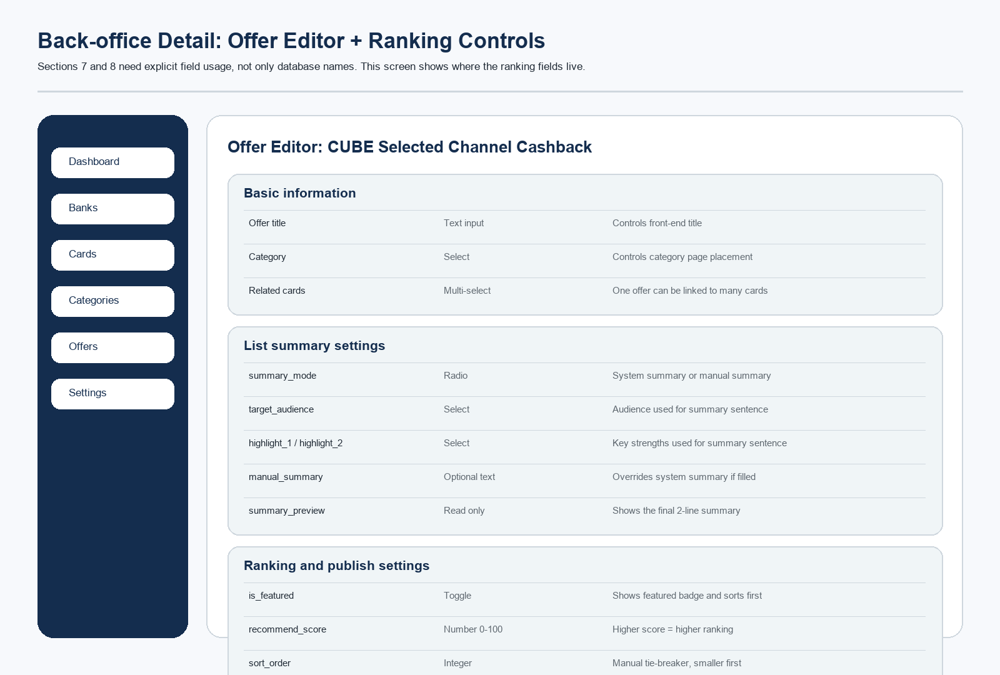 Back-office Detail: Offer Editor + Ranking Controls
Sections 7 and 8 need explicit field usage, not only database names. This screen shows where the ranking fields live.
Dashboard
Banks
Cards
Categories
Offers
Settings
Offer Editor: CUBE Selected Channel Cashback
Basic information
Offer title Text input Controls front-end title
Category Select Controls category page placement
Related cards Multi-select One offer can be linked to many cards
List summary settings
summary_mode Radio System summary or manual summary
target_audience Select Audience used for summary sentence
highlight_1 / highlight_2 Select Key strengths used for summary sentence
manual_summary Optional text Overrides system summary if filled
summary_preview Read only Shows the final 2-line summary
Ranking and publish settings
is_featured Toggle Shows featured badge and sorts first
recommend_score Number 0-100 Higher score = higher ranking
sort_order Integer Manual tie-breaker, smaller first